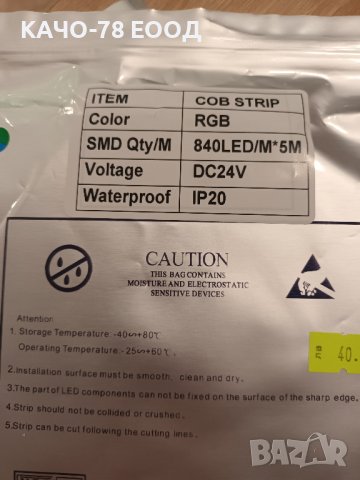 КАЧО-78 ЕООД
ITEM COB STRIP
Color RGB
SMD Qty/M 840LED/M*5M
Voltage DC24V
Waterproof IP20
CAUTION
THIS BAG CONTAINS
MOISTURE AND ELECTROSTATIC
SENSITIVE DEVICES
Attention
1. Storage Temperature:-40∽+80℃
Operating Temperature:-25∽+60℃
2.Installation surface must be smooth, clean and dry.
3.The part of LED components can not be fixed on the surface of the sharp edge.
4.Strip should not be collided or crushed.
5.Strip can be cut following the cutting lines.
40.
bazar